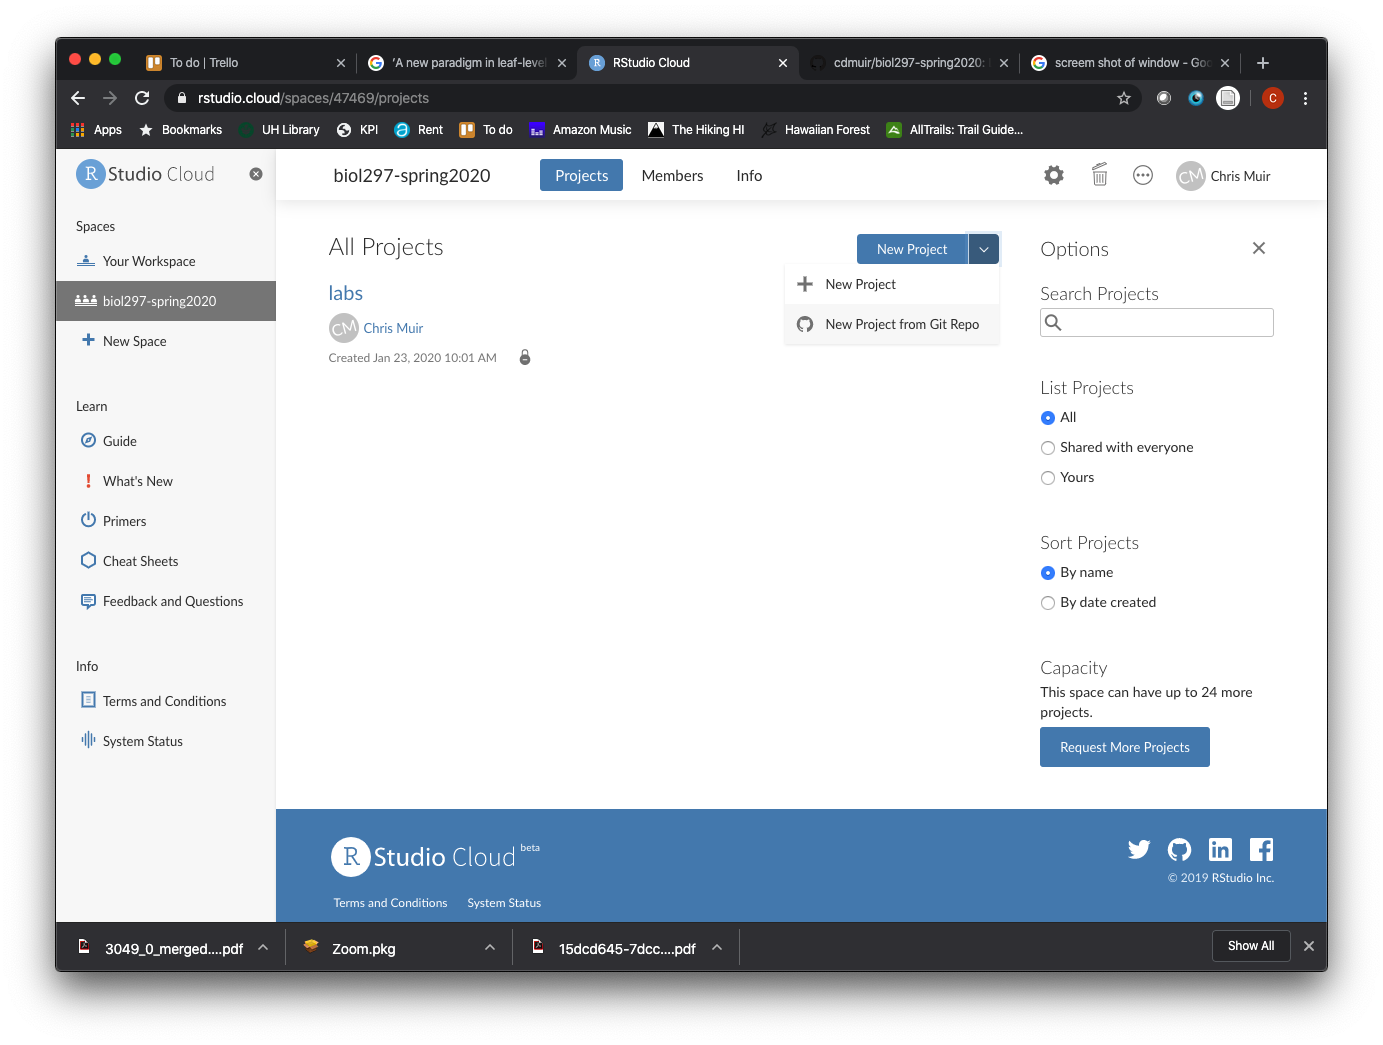 To do | Trello
'A new paradigm in leaf-level
RStudio Cloud
cdmuir/biol297-spring2020:
screem shot of window - Goo
rstudio.cloud/spaces/47469/projects
C
Apps
Bookmarks
UH Library
KPI
Rent
To do
Amazon Music
The Hiking HI
Hawaiian Forest
AllTrails: Trail Guide...
R Studio Cloud
biol297-spring2020
Projects
Members
Info
CM Chris Muir
Spaces
Your Workspace
biol297-spring2020
New Space
Learn
Guide
What's New
Primers
Cheat Sheets
Feedback and Questions
Info
Terms and Conditions
System Status
All Projects
New Project
New Project
New Project from Git Repo
labs
CM Chris Muir
Created Jan 23, 2020 10:01 AM
Options
Search Projects
List Projects
All
Shared with everyone
Yours
Sort Projects
By name
By date created
Capacity
This space can have up to 24 more
projects.
Request More Projects
R Studio Cloud beta
Terms and Conditions
System Status
© 2019 RStudio Inc.
3049_0_merged....pdf
Zoom.pkg
15dcd645-7dcc....pdf
Show All